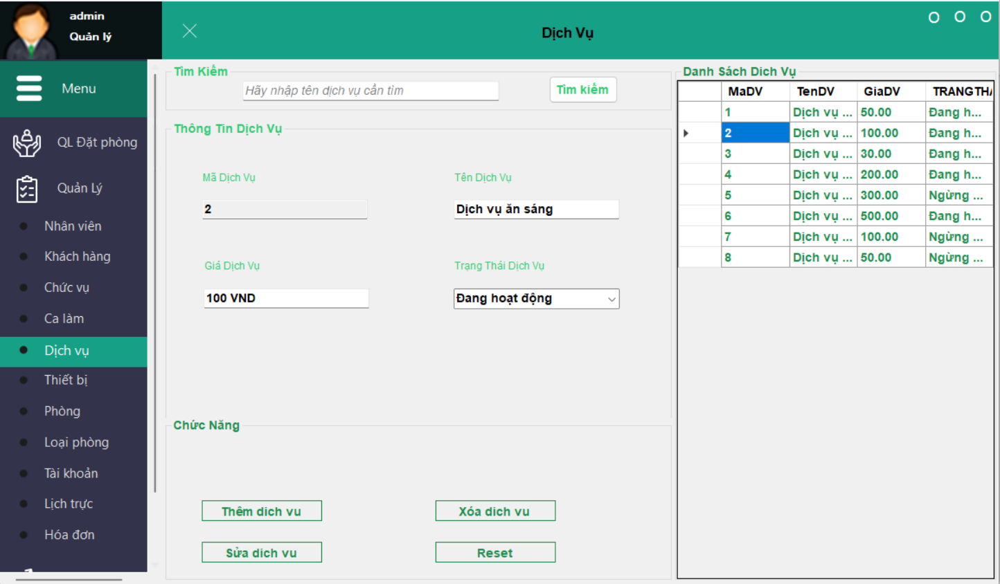 admin
Quản lý
Dịch Vụ
O O O
Menu
QL Đặt phòng
Quản Lý
Nhân viên
Khách hàng
Chức vụ
Ca làm
Dịch vụ
Thiết bị
Phòng
Loại phòng
Tài khoản
Lịch trực
Hóa đơn
Tìm Kiếm
Hãy nhập tên dịch vụ cần tìm
Tìm kiếm
Thông Tin Dịch Vụ
Mã Dịch Vụ
Tên Dịch Vụ
2
Dịch vụ ăn sáng
Giá Dịch Vụ
Trạng Thái Dịch Vụ
100 VND
Đang hoạt động
Chức Năng
Thêm dich vu
Xóa dich vu
Sửa dich vu
Reset
Danh Sách Dich Vụ
MaDV TenDV GiaDV TRANGTH
1 Dịch vụ ... 50.00 Đang h...
2 Dịch vụ ... 100.00 Đang h...
3 Dịch vụ ... 30.00 Đang h...
4 Dịch vụ ... 200.00 Đang h...
5 Dịch vụ ... 300.00 Ngừng ...
6 Dịch vụ ... 500.00 Đang h...
7 Dịch vụ ... 100.00 Ngừng ...
8 Dịch vụ ... 50.00 Ngừng ...